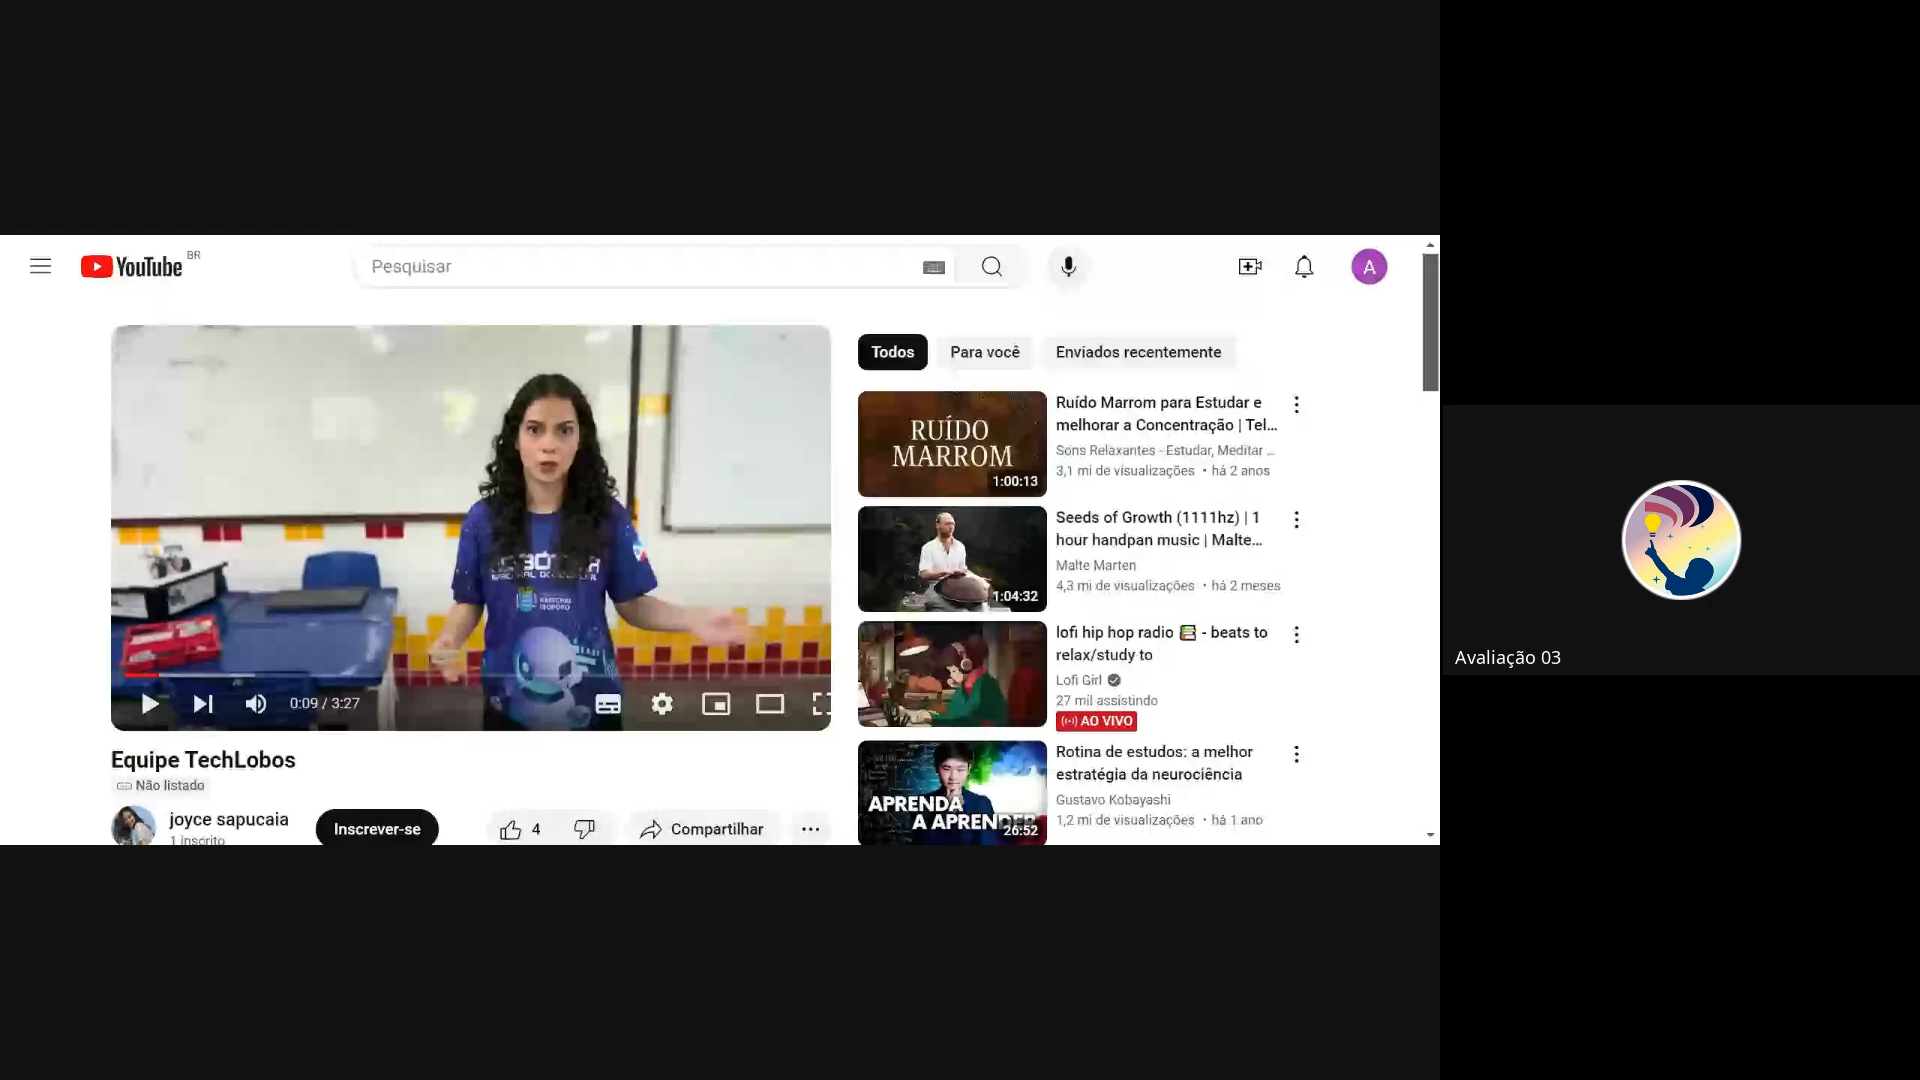 YouTube BR
Pesquisar
A
Todos
Para você
Enviados recentemente
RUÍDO
MARROM
1:00:13
Ruído Marrom para Estudar e
melhorar a Concentração | Tel...
Sons Relaxantes - Estudar, Meditar ...
3,1 mi de visualizações • há 2 anos
1:04:32
Seeds of Growth (1111hz) | 1
hour handpan music | Malte...
Malte Marten
4,3 mi de visualizações • há 2 meses
lofi hip hop radio 📚 - beats to
relax/study to
Lofi Girl
27 mil assistindo
AO VIVO
APRENDA
A APRENDER
26:52
Rotina de estudos: a melhor
estratégia da neurociência
Gustavo Kobayashi
1,2 mi de visualizações • há 1 ano
0:09 / 3:27
Equipe TechLobos
Não listado
joyce sapucaia
1 inscrito
Inscrever-se
4
Compartilhar
Avaliação 03